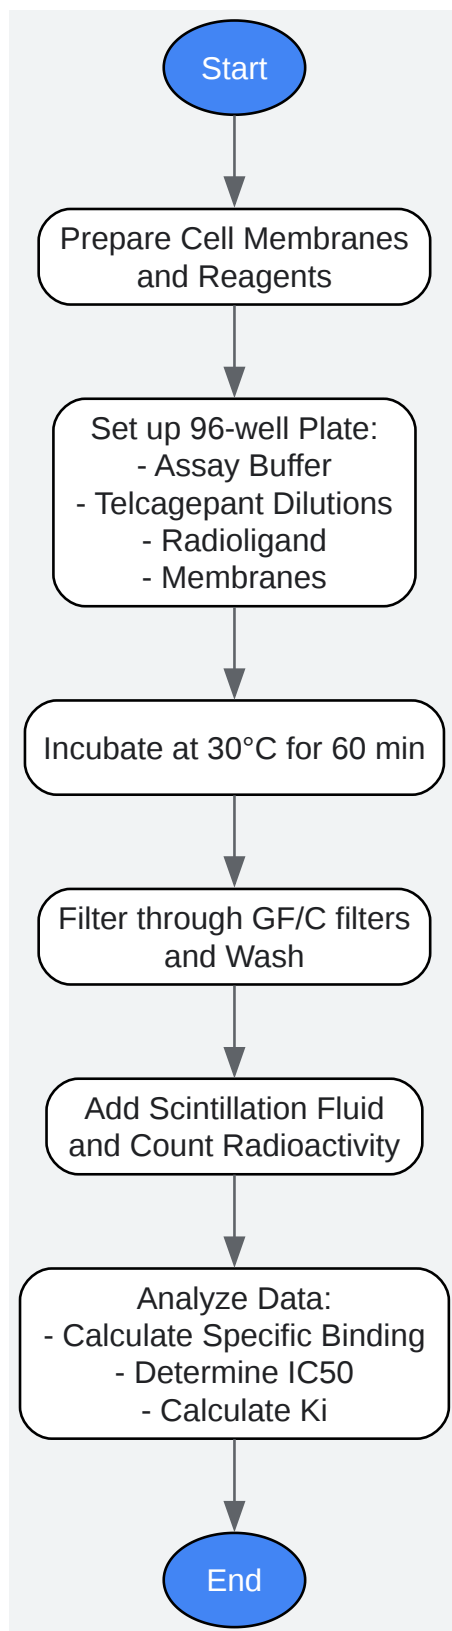 Start
Prepare Cell Membranes
and Reagents
Set up 96-well Plate:
- Assay Buffer
- Telcagepant Dilutions
- Radioligand
- Membranes
Incubate at 30°C for 60 min
Filter through GF/C filters
and Wash
Add Scintillation Fluid
and Count Radioactivity
Analyze Data:
- Calculate Specific Binding
- Determine IC50
- Calculate Ki
End